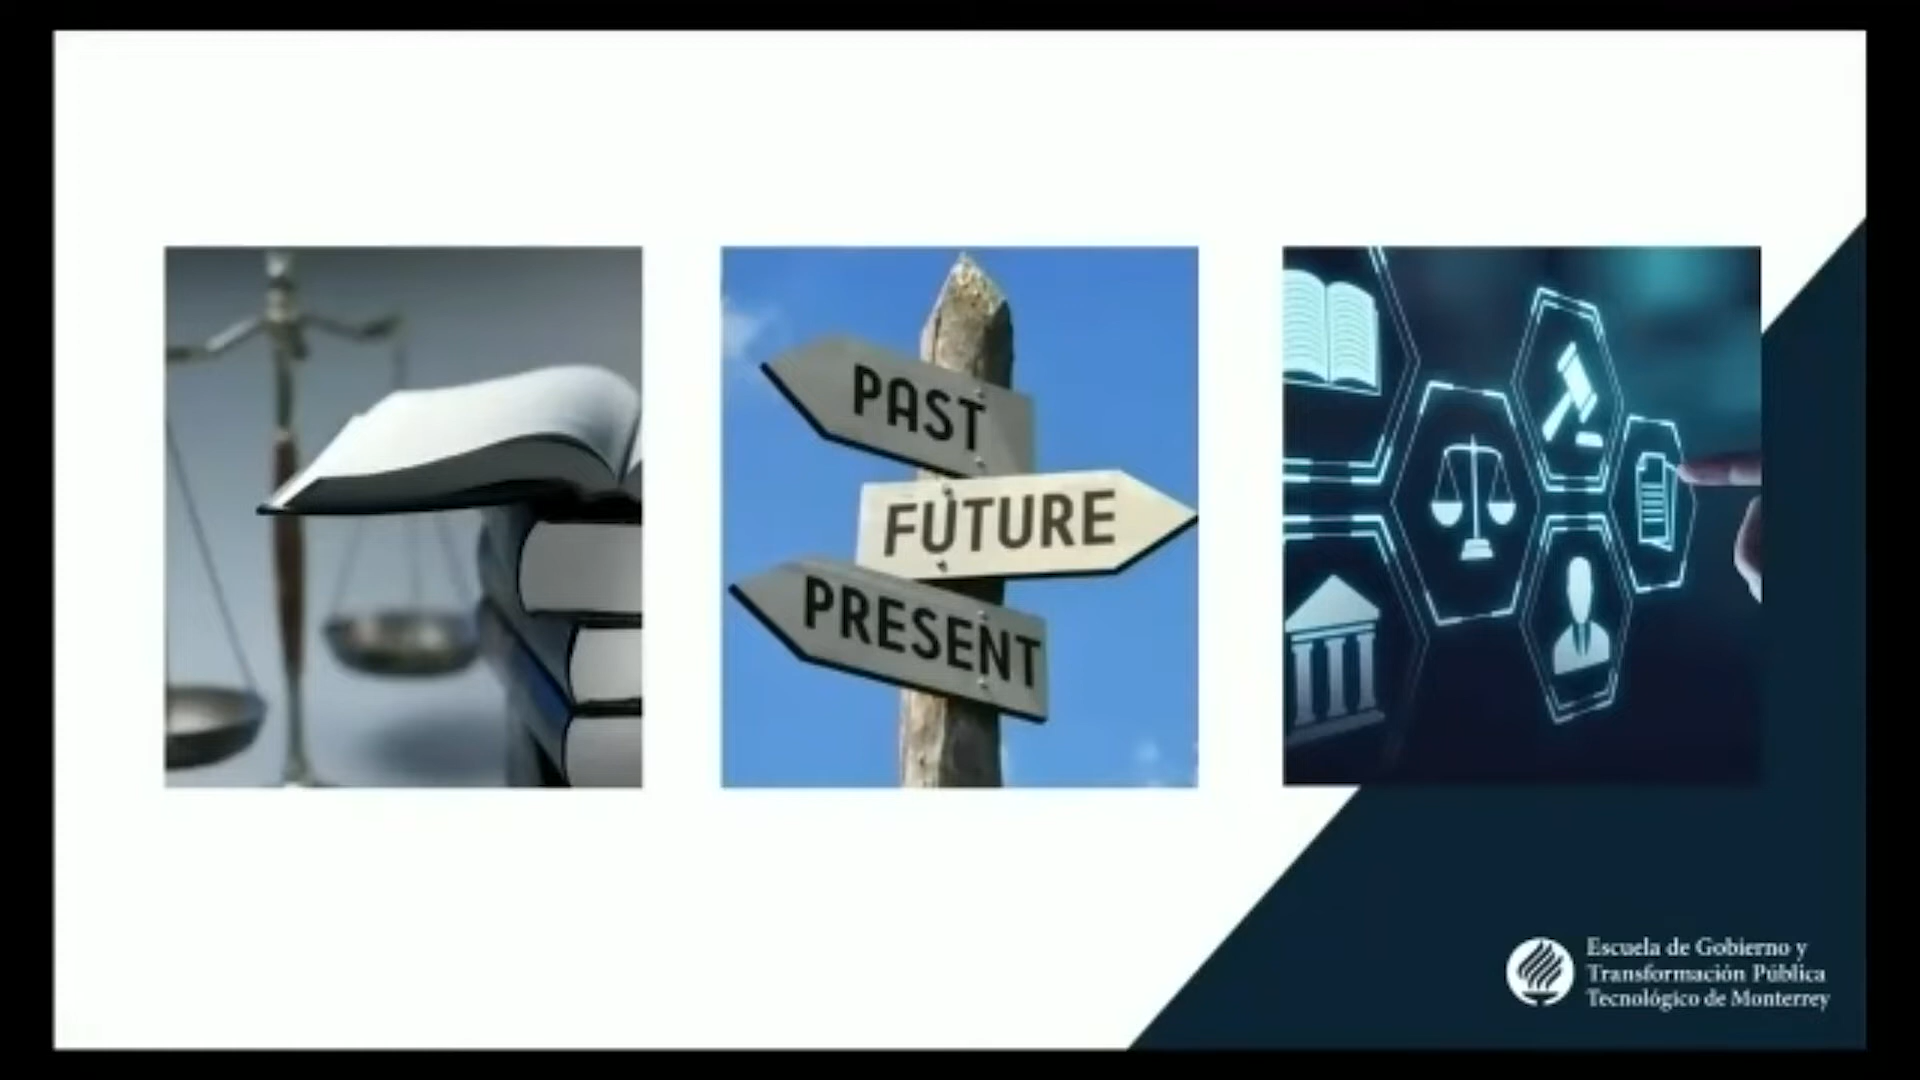 PAST
FUTURE
PRESENT
Escuela de Gobierno y
Transformación Pública
Tecnológico de Monterrey